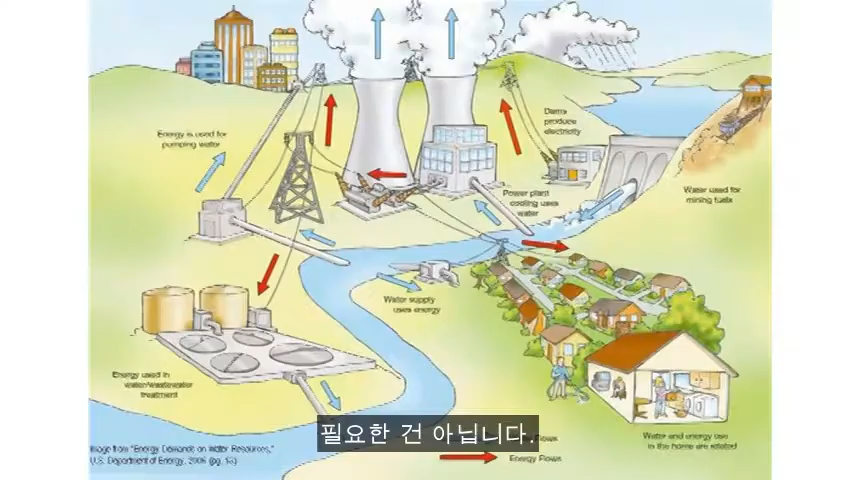 Energy is used for
pumping water
Dams
produce
electricity
Power plant
cooling uses
water
Water used for
mining fuels
Water supply
uses energy
Energy used in
water/wastewater
treatment
Water and energy use
in the home are related
Image from "Energy Demands on Water Resources,"
U.S. Department of Energy, 2006 (pg. 13)
필요한 건 아닙니다.
Flows
Energy Flows